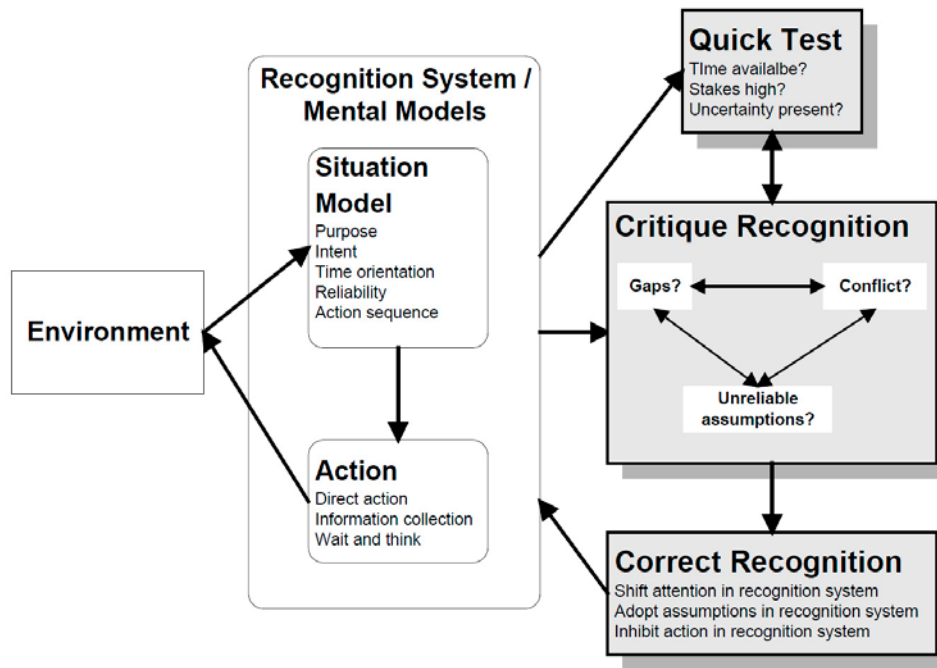 Environment
Recognition System /
Mental Models
Situation
Model
Purpose
Intent
Time orientation
Reliability
Action sequence
Action
Direct action
Information collection
Wait and think
Quick Test
TIme availalbe?
Stakes high?
Uncertainty present?
Critique Recognition
Gaps?
Conflict?
Unreliable
assumptions?
Correct Recognition
Shift attention in recognition system
Adopt assumptions in recognition system
Inhibit action in recognition system